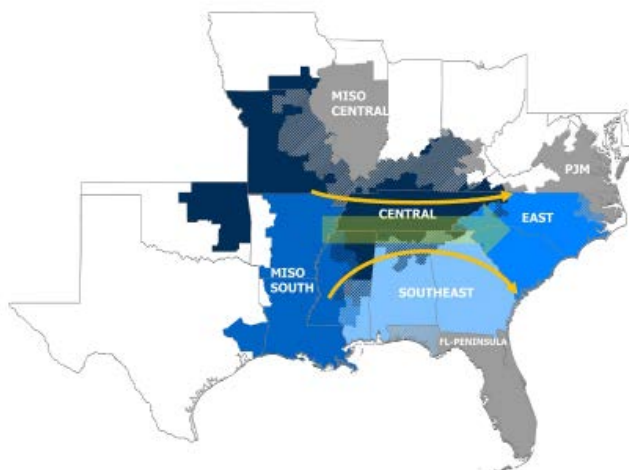 MISO
CENTRAL
PJM
CENTRAL
EAST
MISO
SOUTH
SOUTHEAST
FL-PENINSULA